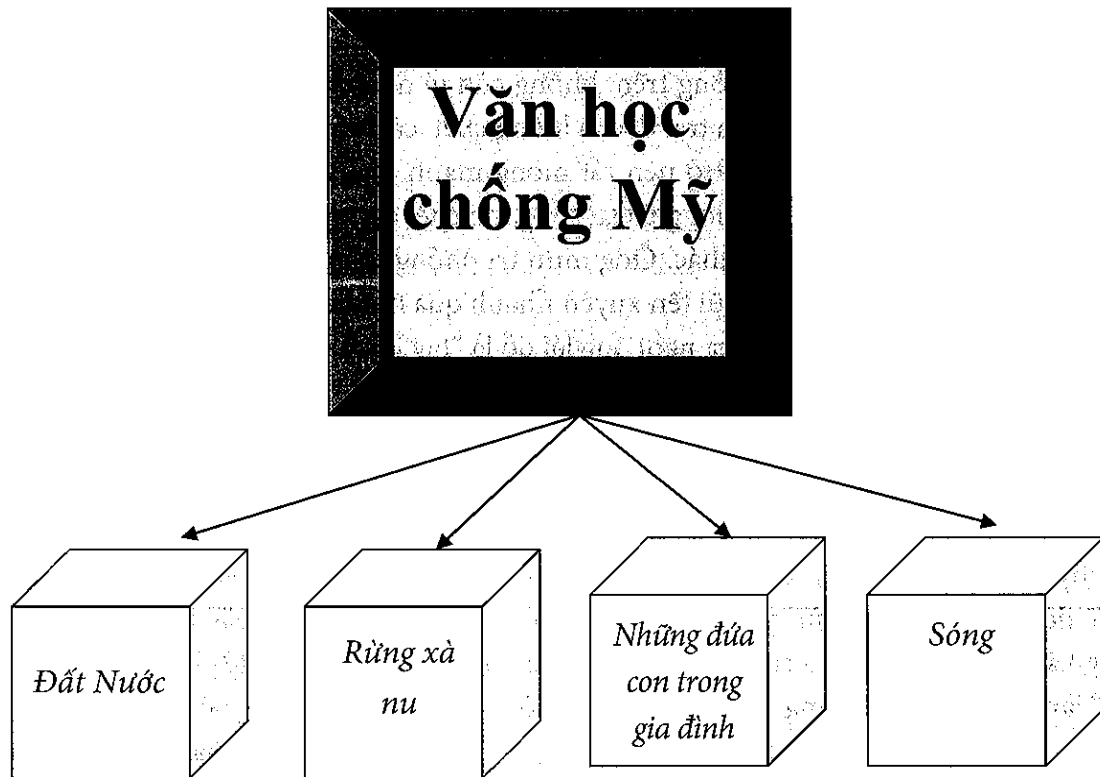 Văn học
chống Mỹ
Đất Nước
Rừng xà
nu
Những đứa
con trong
gia đình
Sóng